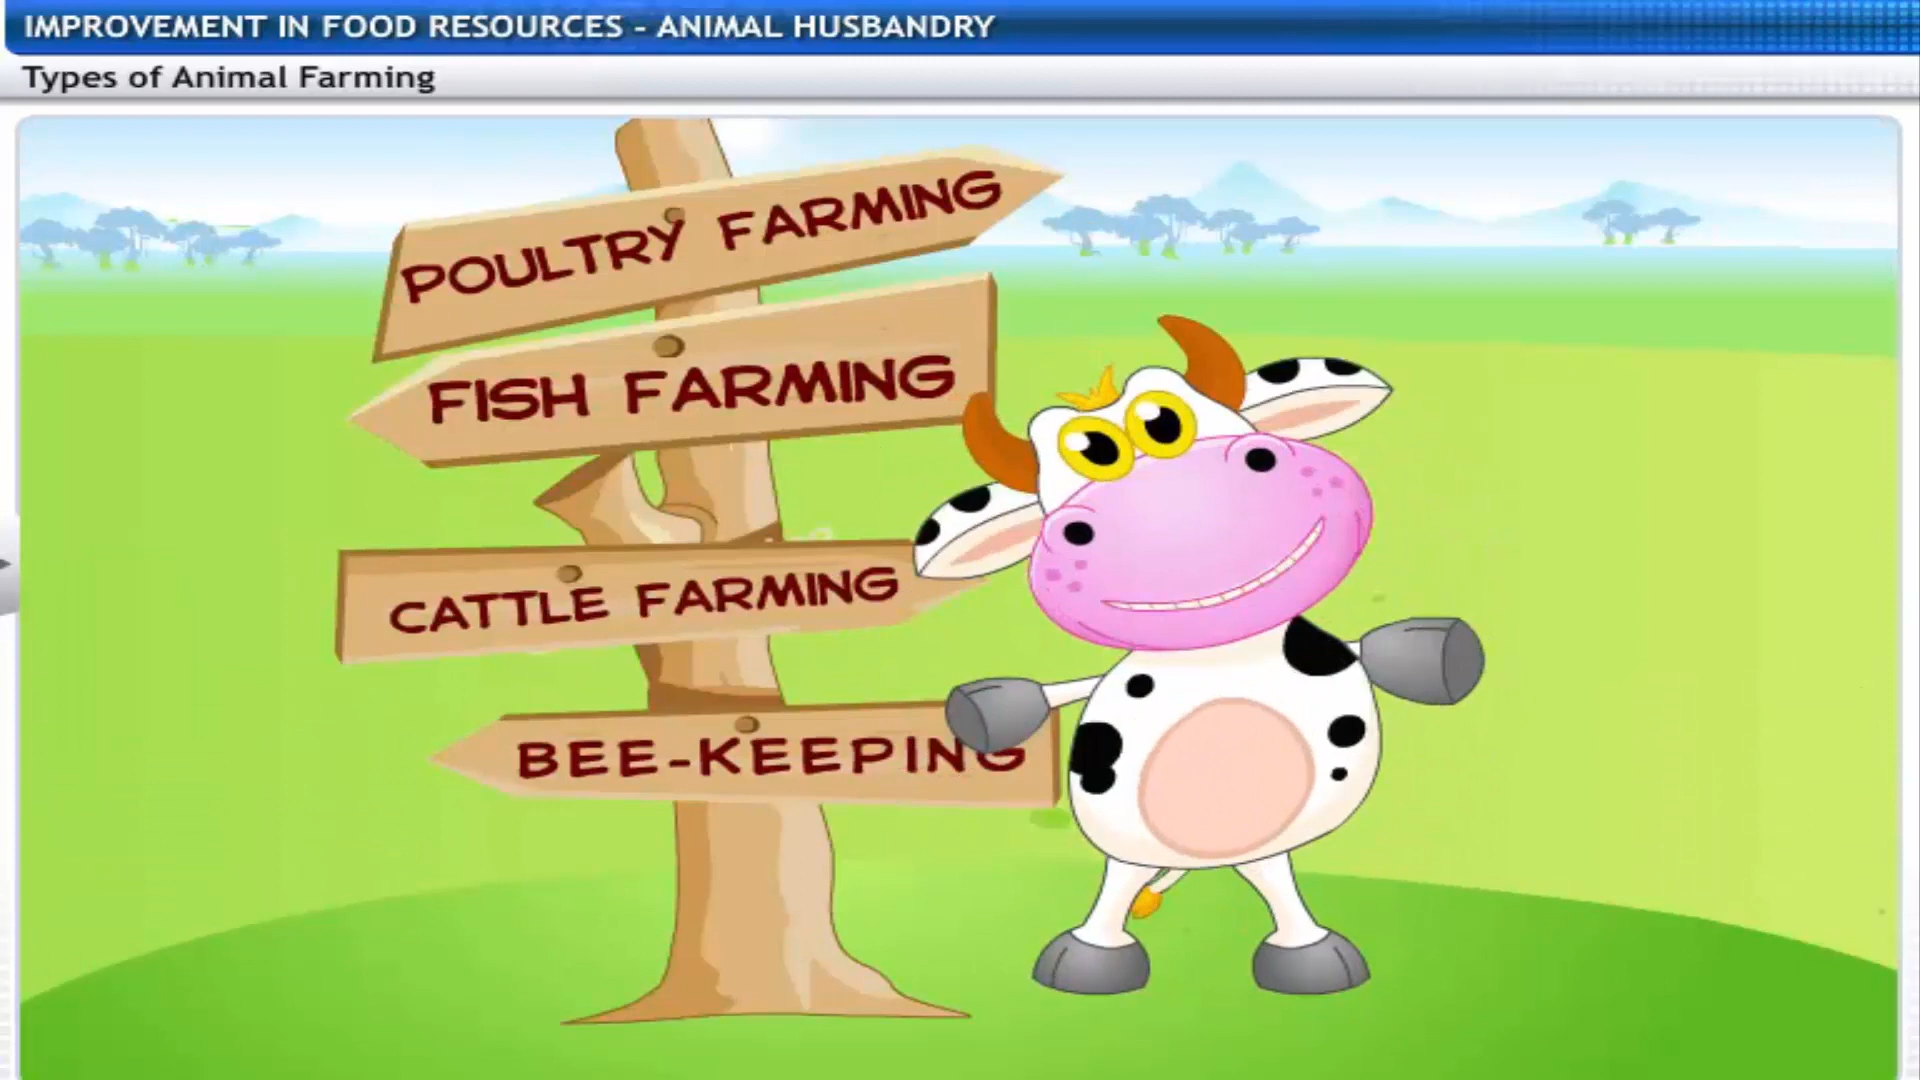 IMPROVEMENT IN FOOD RESOURCES - ANIMAL HUSBANDRY
Types of Animal Farming
POULTRY FARMING
FISH FARMING
CATTLE FARMING
BEE-KEEPING